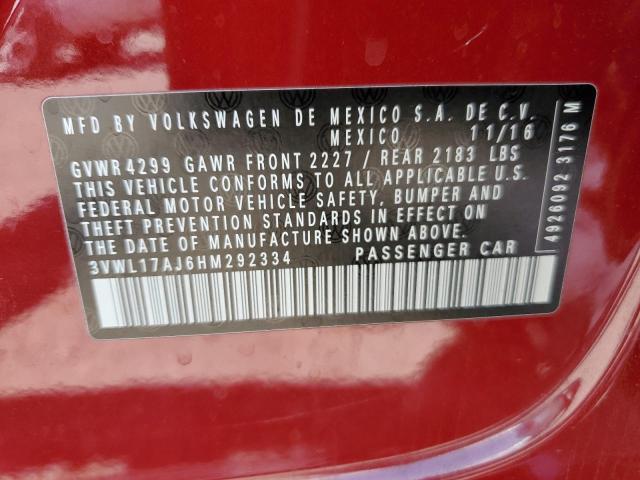 MFD BY VOLKSWAGEN DE MEXICO S.A. DE C.V.
MEXICO 11/16
GVWR 4299 GAWR FRONT 2227 / REAR 2183 LBS
THIS VEHICLE CONFORMS TO ALL APPLICABLE U.S.
FEDERAL MOTOR VEHICLE SAFETY, BUMPER AND
THEFT PREVENTION STANDARDS IN EFFECT ON
THE DATE OF MANUFACTURE SHOWN ABOVE.
3VWL17AJ6HM292334 PASSENGER CAR
4926092 3176 M